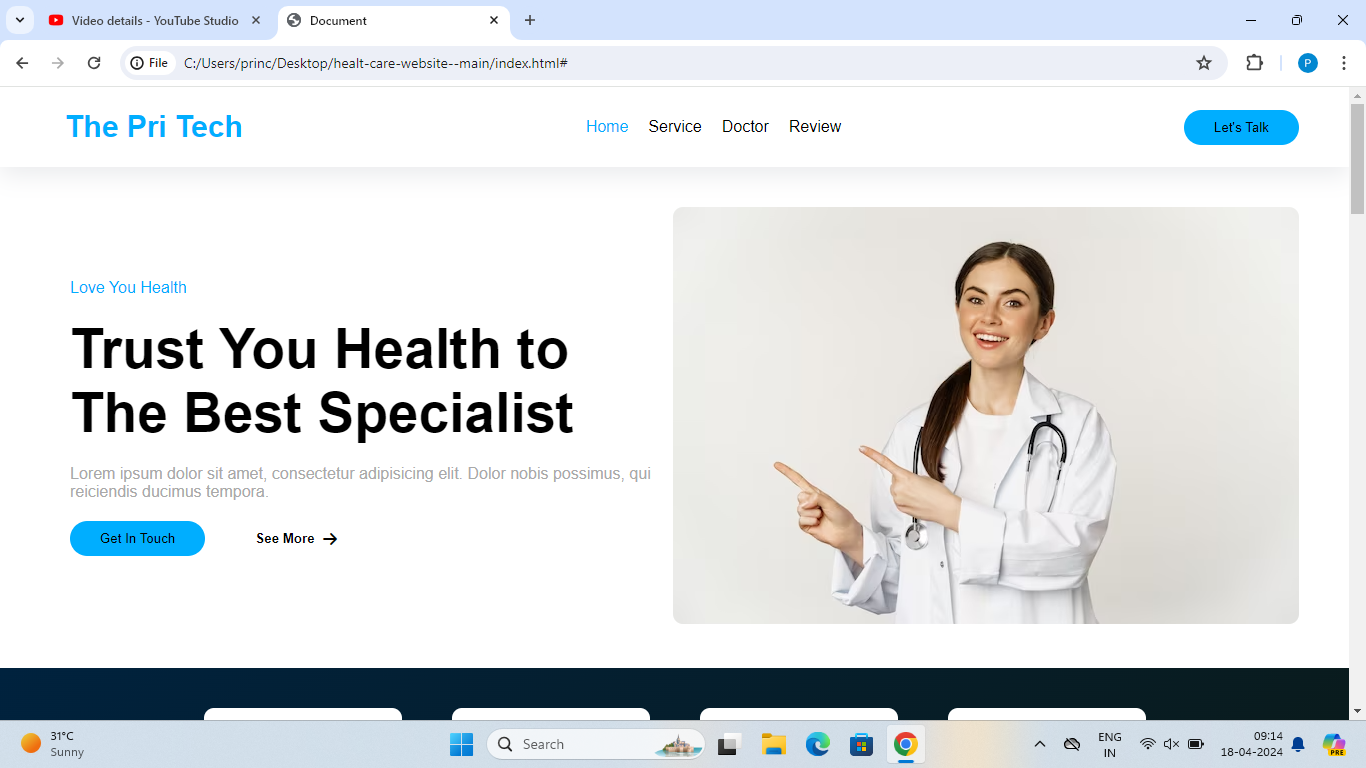 Video details - YouTube Studio
Document
File
C:/Users/princ/Desktop/healt-care-website--main/index.html#
P
The Pri Tech
Home
Service
Doctor
Review
Let's Talk
Love You Health
Trust You Health to
The Best Specialist
Lorem ipsum dolor sit amet, consectetur adipisicing elit. Dolor nobis possimus, qui
reiciendis ducimus tempora.
Get In Touch
See More
31°C
Sunny
Search
ENG
IN
09:14
18-04-2024
PRE